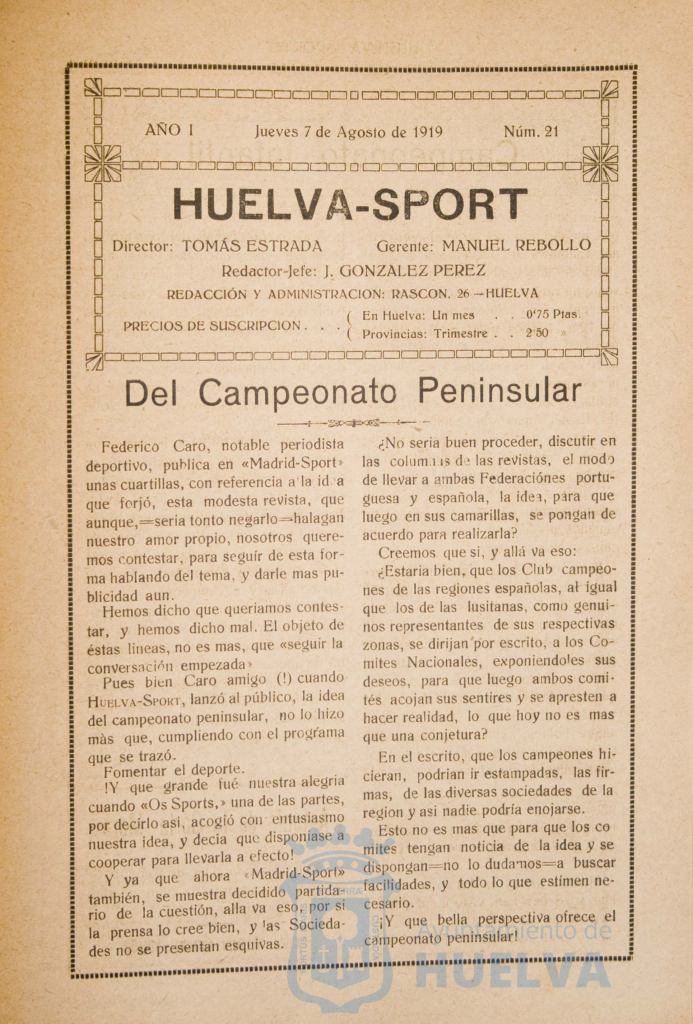 AÑO I Jueves 7 de Agosto de 1919 Núm. 21
HUELVA-SPORT
Director: TOMÁS ESTRADA Gerente: MANUEL REBOLLO
Redactor-Jefe: J. GONZALEZ PEREZ
REDACCIÓN Y ADMINISTRACION: RASCON. 26 —HUELVA
PRECIOS DE SUSCRIPCION . . . ( En Huelva: Un mes . . 0'75 Ptas.
( Provincias: Trimestre . . 2'50 »
Del Campeonato Peninsular
Federico Caro, notable periodista
deportivo, publica en «Madrid-Sport»
unas cuartillas, con referencia a la id a
que forjó, esta modesta revista, que
aunque,=seria tonto negarlo=halagan
nuestro amor propio, nosotros quere-
mos contestar, para seguir de esta for-
ma hablando del tema, y darle mas pu-
blicidad aun.
Hemos dicho que queriamos contes-
tar, y hemos dicho mal. El objeto de
éstas lineas, no es mas, que «seguir la
conversación empezada»
Pues bien Caro amigo (!) cuando
HUELVA-SPORT, lanzó al público, la idea
del campeonato peninsular, no lo hizo
màs que, cumpliendo con el programa
que se trazó.
Fomentar el deporte.
!Y que grande fué nuestra alegria
cuando «Os Sports,» una de las partes,
por decirlo asi, acogió con entusiasmo
nuestra idea, y decia que disponiase a
cooperar para llevarla a efecto!
Y ya que ahora «Madrid-Sport»
también, se muestra decidido partida-
rio de la cuestión, alla va eso, por si
la prensa lo cree bien, y las Socieda-
des no se presentan esquivas.
¿No seria buen proceder, discutir en
las columnas de las revistas, el modo
de llevar a ambas Federaciónes portu-
guesa y española, la idea, para que
luego en sus camarillas, se pongan de
acuerdo para realizarla?
Creemos que si, y allá va eso:
¿Estaria bien, que los Club campeo-
nes de las regiones españolas, al igual
que los de las lusitanas, como genui-
nos representantes de sus respectivas
zonas, se dirijan por escrito, a los Co-
mites Nacionales, exponiendoles sus
deseos, para que luego ambos comi-
tés acojan sus sentires y se apresten a
hacer realidad, lo que hoy no es mas
que una conjetura?
En el escrito, que los campeones hi-
cieran, podrian ir estampadas, las fir-
mas, de las diversas sociedades de la
region y asi nadie podría enojarse.
Esto no es mas que para que los co
mites tengan noticia de la idea y se
dispongan=no lo dudamos=a buscar
facilidades, y todo lo que estímen ne-
cesario.
¡Y que bella perspectiva ofrece el
campeonato peninsular!
Ayuntamiento de
HUELVA